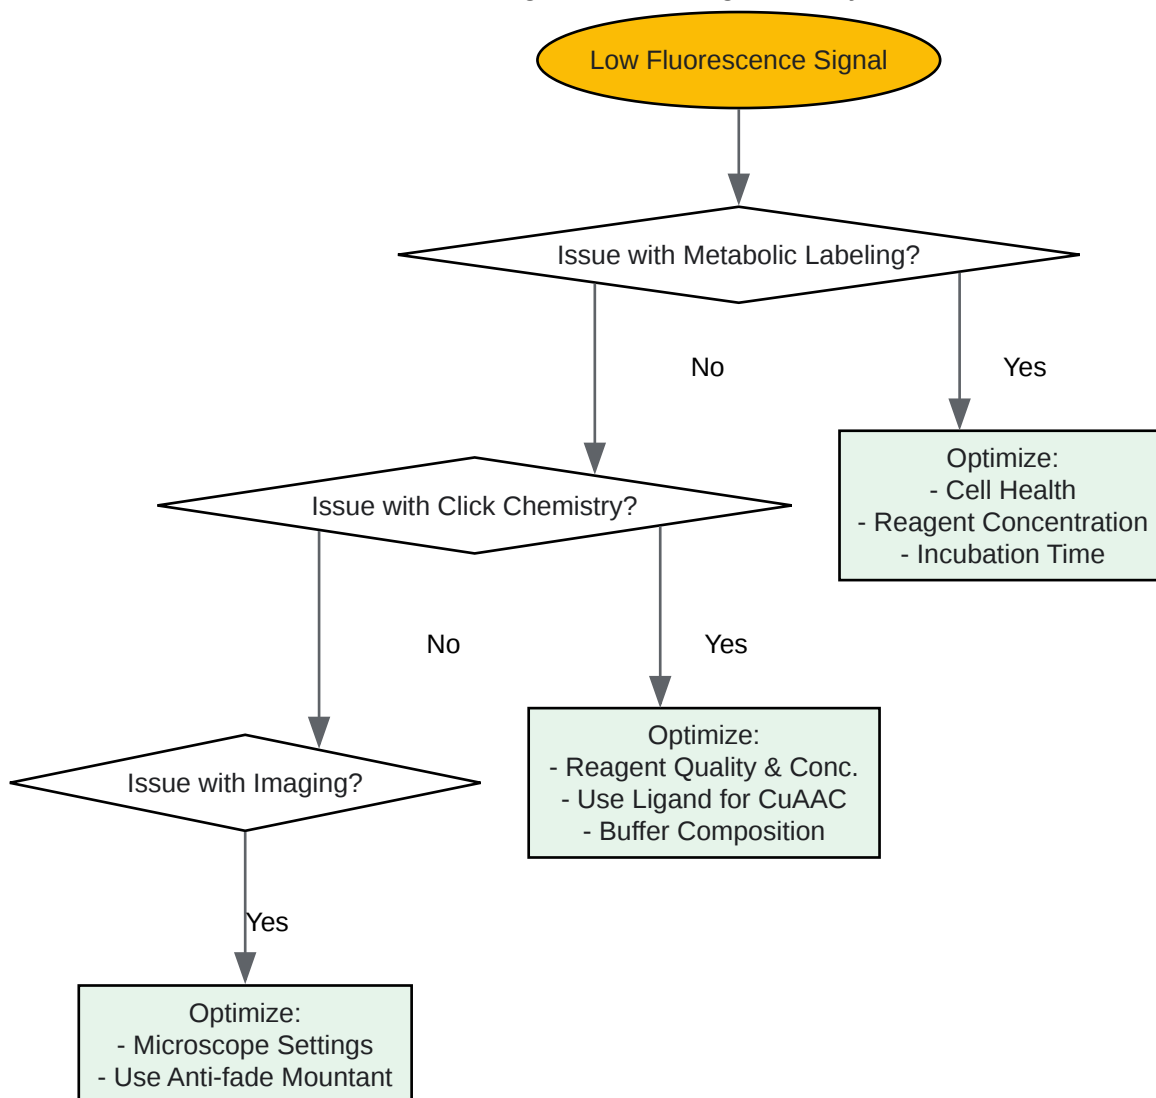 Low Fluorescence Signal
Issue with Metabolic Labeling?
No
Yes
Optimize:
- Cell Health
- Reagent Concentration
- Incubation Time
Issue with Click Chemistry?
No
Yes
Optimize:
- Reagent Quality & Conc.
- Use Ligand for CuAAC
- Buffer Composition
Issue with Imaging?
Yes
Optimize:
- Microscope Settings
- Use Anti-fade Mountant